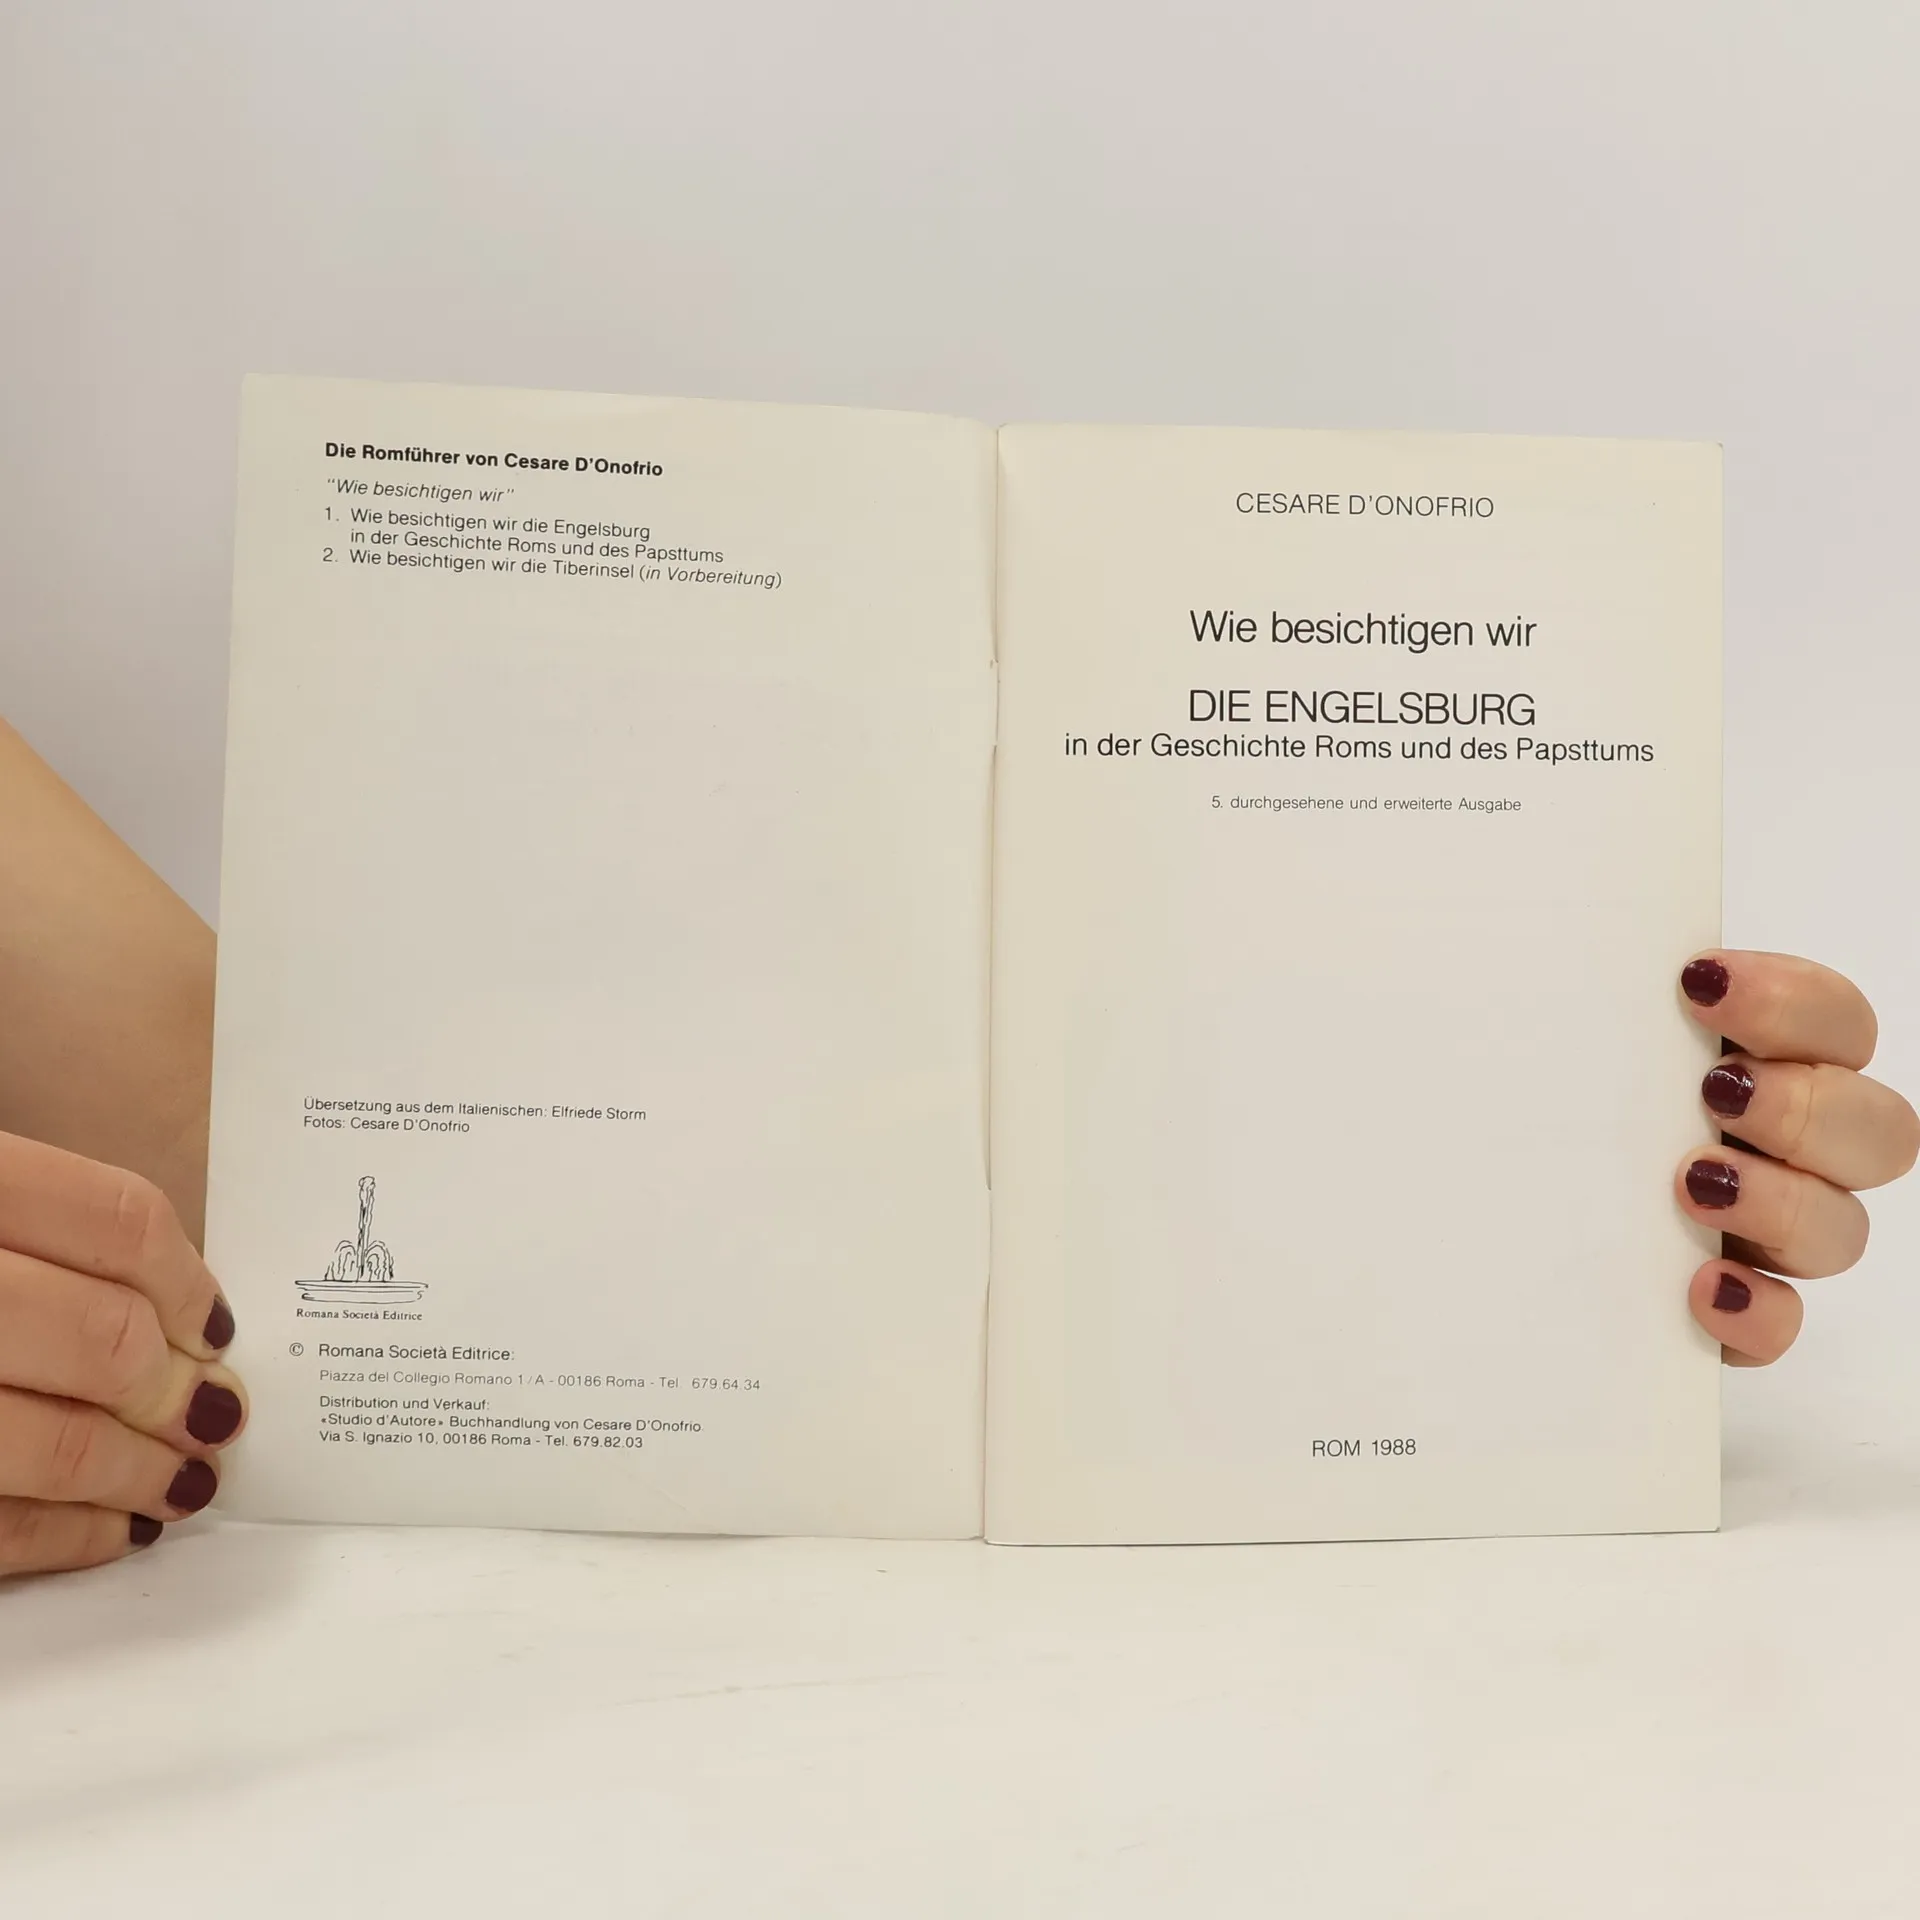 Die Romführer von Cesare D'Onofrio
"Wie besichtigen wir"
1. Wie besichtigen wir die Engelsburg
in der Geschichte Roms und des Papsttums
2. Wie besichtigen wir die Tiberinsel (in Vorbereitung)
Übersetzung aus dem Italienischen: Elfriede Storm
Fotos: Cesare D'Onofrio
Romana Società Editrice
© Romana Società Editrice:
Piazza del Collegio Romano 1/A - 00186 Roma - Tel. 679.64.34
Distribution und Verkauf:
«Studio d'Autore» Buchhandlung von Cesare D'Onofrio.
Via S. Ignazio 10, 00186 Roma - Tel. 679.82.03
CESARE D'ONOFRIO
Wie besichtigen wir
DIE ENGELSBURG
in der Geschichte Roms und des Papsttums
5. durchgesehene und erweiterte Ausgabe
ROM 1988